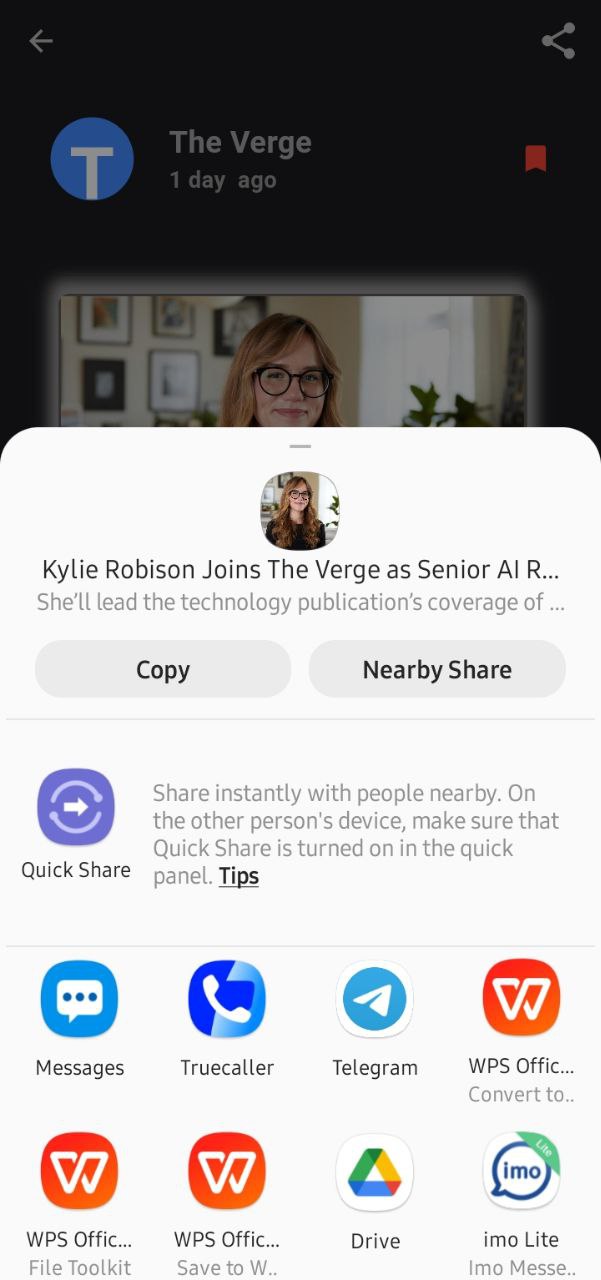 T
The Verge
1 day ago
Kylie Robison Joins The Verge as Senior AI R...
She’ll lead the technology publication’s coverage of ...
Copy
Nearby Share
Share instantly with people nearby. On
the other person's device, make sure that
Quick Share is turned on in the quick
panel. Tips
Quick Share
Messages
Truecaller
Telegram
WPS Offic...
Convert to..
WPS Offic...
File Toolkit
WPS Offic...
Save to W..
Drive
Lite
imo
imo Lite
Imo Messe..